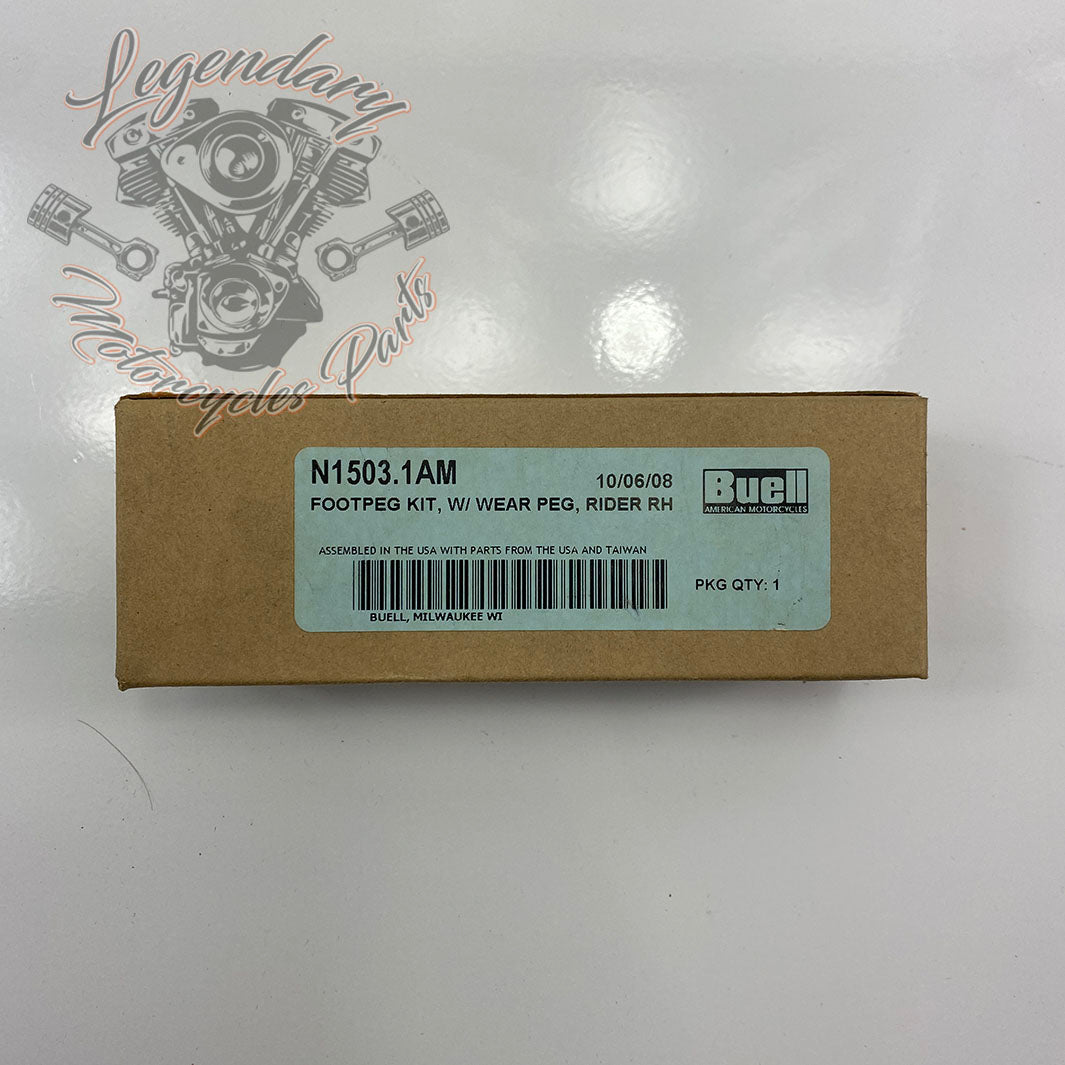 Legendary
Motorcycles Parts
N1503.1AM
10/06/08
FOOTPEG KIT, W/ WEAR PEG, RIDER RH
Buell
AMERICAN MOTORCYCLES
ASSEMBLED IN THE USA WITH PARTS FROM THE USA AND TAIWAN
PKG QTY: 1
BUELL, MILWAUKEE WI